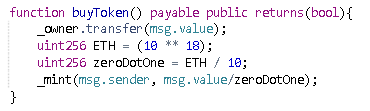 function buyToken() payable public returns(bool){
_owner.transfer(msg.value);
uint256 ETH = (10 ** 18);
uint256 zeroDotOne = ETH / 10;
_mint(msg.sender, msg.value/zeroDotOne);
}